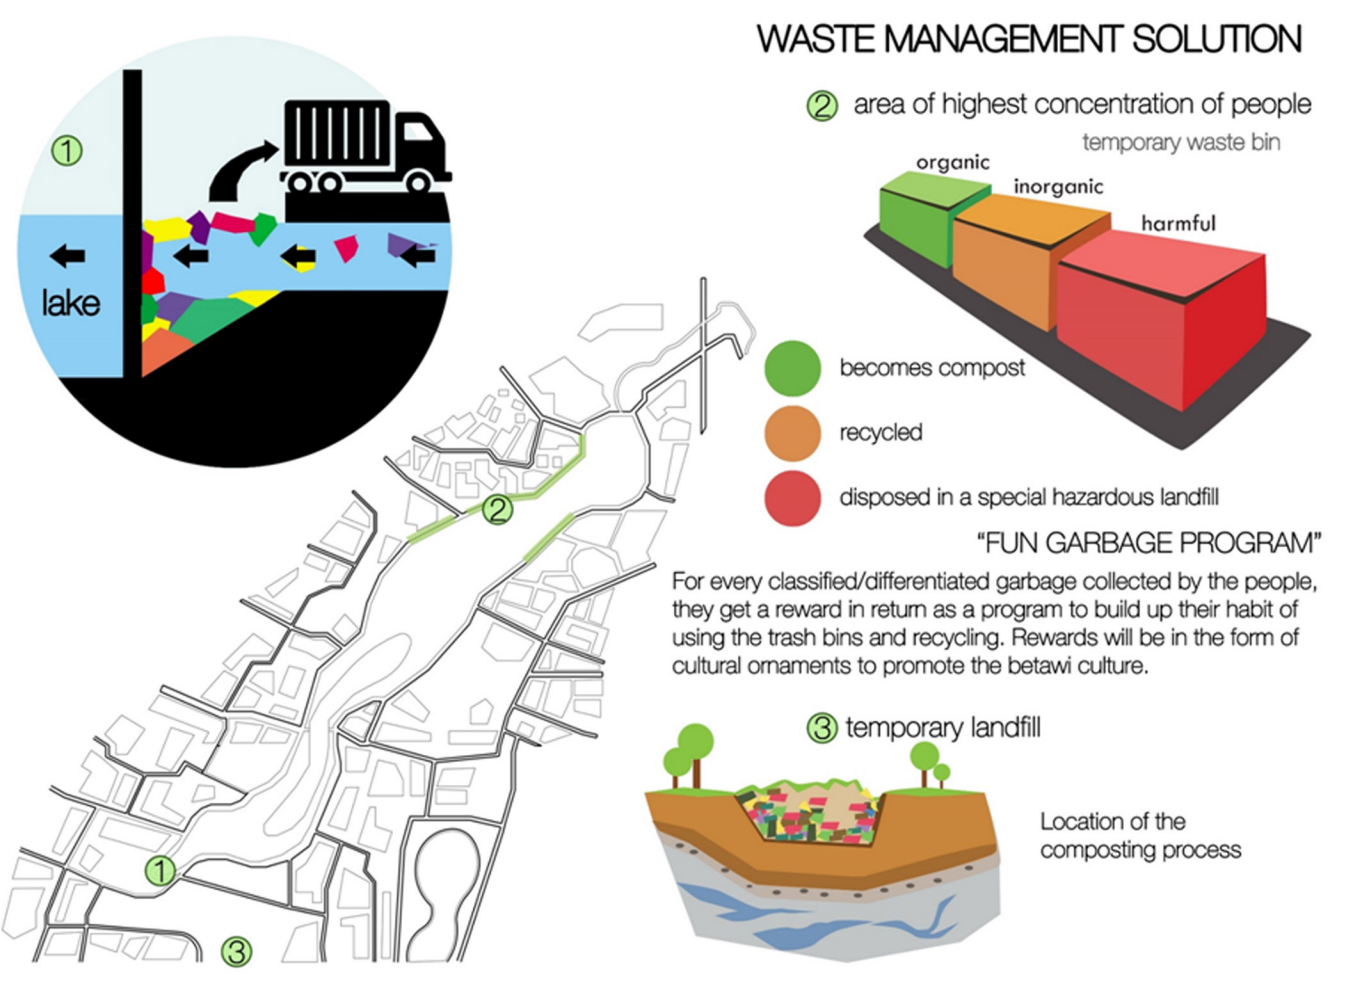 WASTE MANAGEMENT SOLUTION
2 area of highest concentration of people
temporary waste bin
organic
inorganic
harmful
1
lake
becomes compost
recycled
disposed in a special hazardous landfill
2
"FUN GARBAGE PROGRAM"
For every classified/differentiated garbage collected by the people,
they get a reward in return as a program to build up their habit of
using the trash bins and recycling. Rewards will be in the form of
cultural ornaments to promote the betawi culture.
3 temporary landfill
Location of the
composting process
1
3